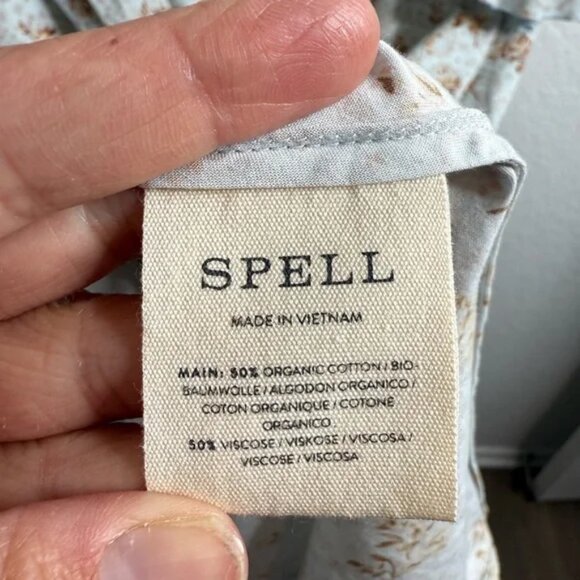 SPELL
MADE IN VIETNAM
MAIN: 50% ORGANIC COTTON / BIO-
BAUMWOLLE / ALGODON ORGANICO /
COTON ORGANIQUE / COTONE
ORGANICO
50% VISCOSE / VISKOSE / VISCOSA /
VISCOSE / VISCOSA